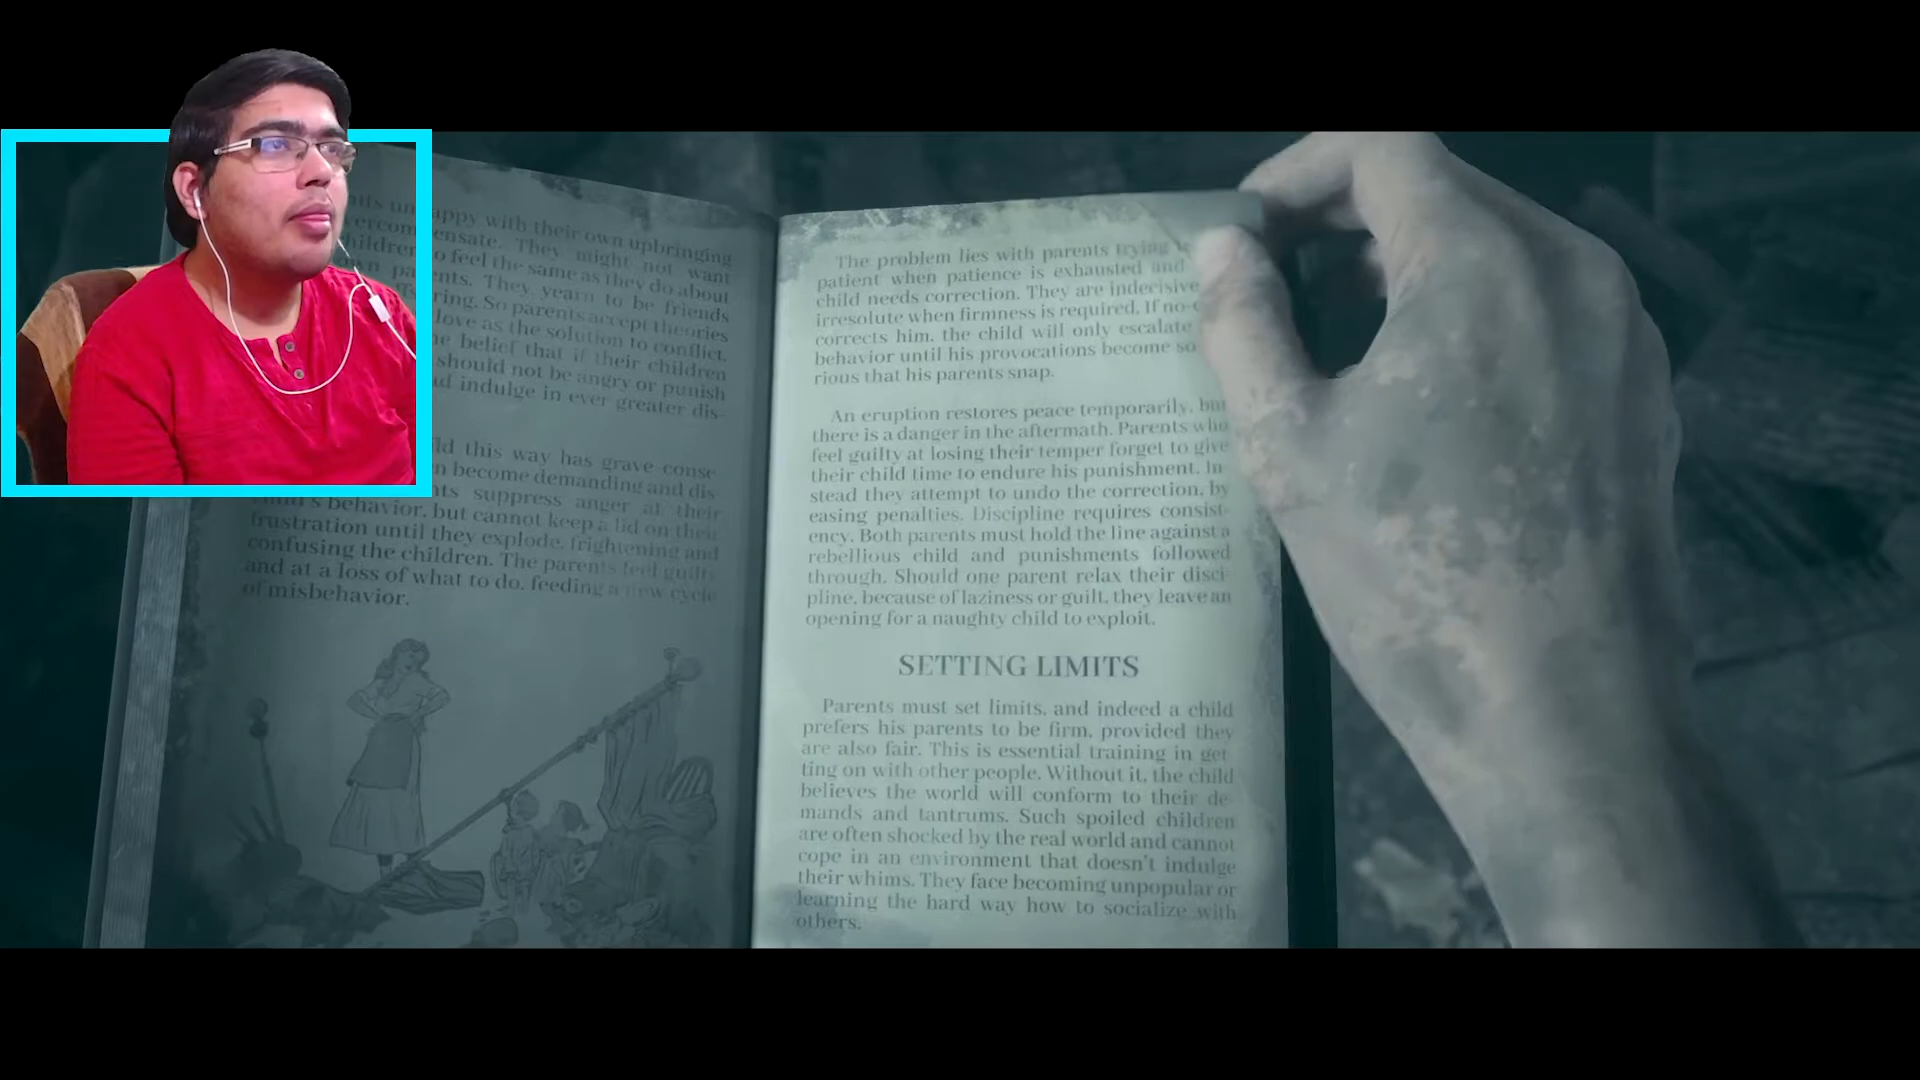 unhappy with their own upbringing
They might not want
to feel the same as they do about
parents. They yearn to be friends
So parents accept theories
love as the solution to conflict.
belief that if their children
should not be angry or punish
indulge in ever greater dis-
this way has grave conse-
become demanding and dis-
suppress anger at their
behavior, but cannot keep a lid on their
frustration until they explode, frightening and
confusing the children. The parents feel guilty
and at a loss of what to do, feeding a new cycle
of misbehavior.
The problem lies with parents trying
patient when patience is exhausted and
child needs correction. They are indecisive
irresolute when firmness is required. If no-
corrects him, the child will only escalate
behavior until his provocations become so
rious that his parents snap.
An eruption restores peace temporarily, but
there is a danger in the aftermath. Parents who
feel guilty at losing their temper forget to give
their child time to endure his punishment. In-
stead they attempt to undo the correction, by
easing penalties. Discipline requires consist-
ency. Both parents must hold the line against a
rebellious child and punishments followed
through. Should one parent relax their disci-
pline, because of laziness or guilt, they leave an
opening for a naughty child to exploit.
SETTING LIMITS
Parents must set limits, and indeed a child
prefers his parents to be firm, provided they
are also fair. This is essential training in get-
ting on with other people. Without it, the child
believes the world will conform to their de-
mands and tantrums. Such spoiled children
are often shocked by the real world and cannot
cope in an environment that doesn't indulge
their whims. They face becoming unpopular or
learning the hard way how to socialize with
others.